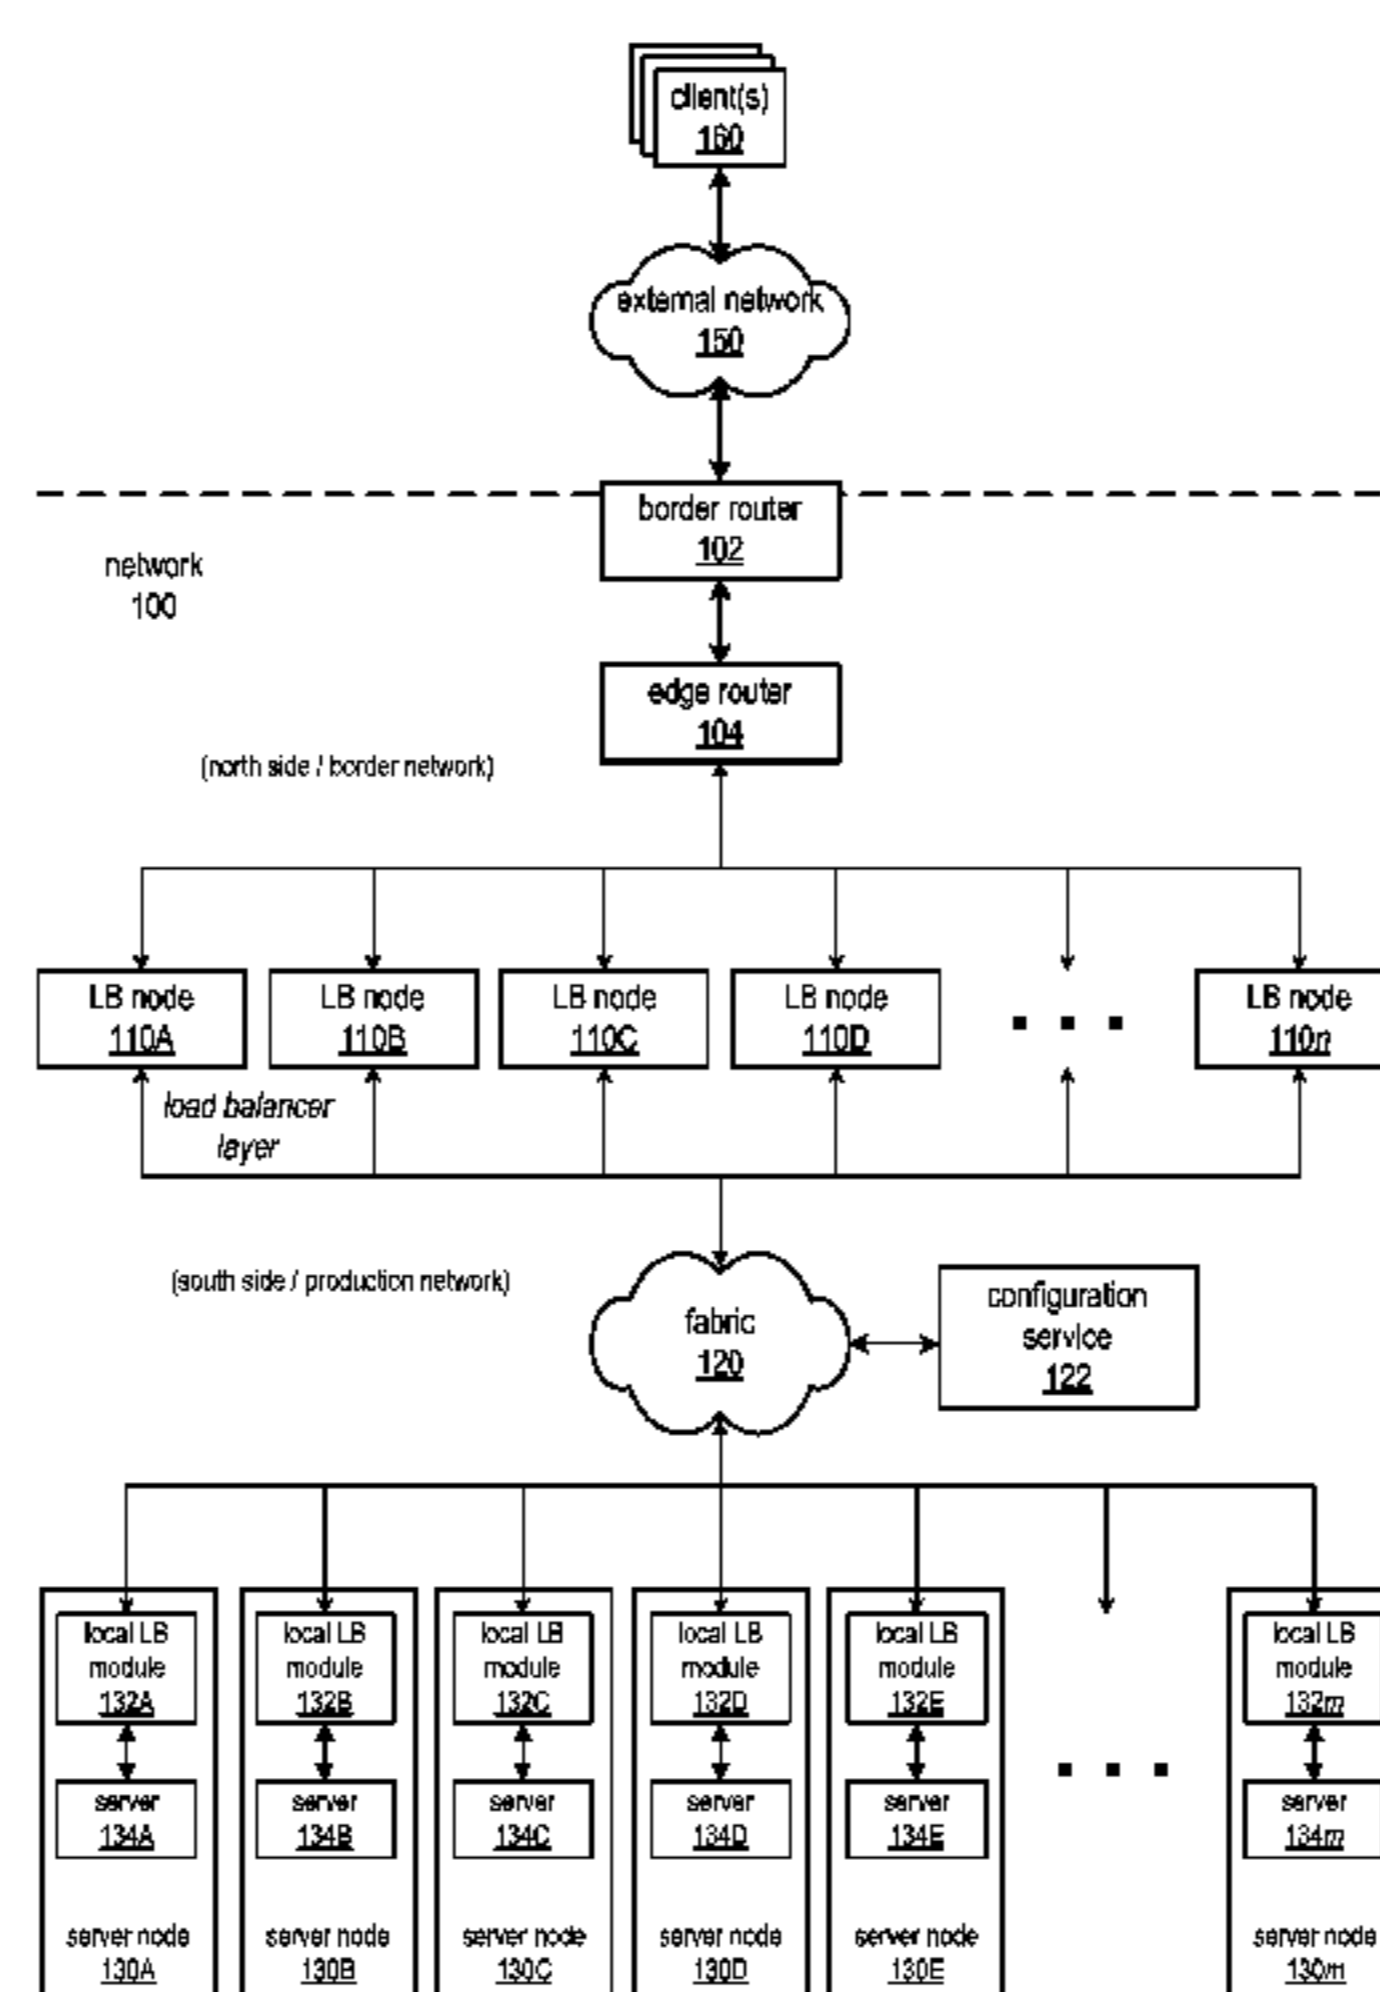 client(s)
160
external network
150
border router
102
network
100
edge router
104
(north side / border network)
LB node
110A
LB node
110B
LB node
110C
LB node
110D
LB node
110n
load balancer
layer
(south side / production network)
fabric
120
configuration
service
122
local LB
module
132A
local LB
module
132B
local LB
module
132C
local LB
module
132D
local LB
module
132E
local LB
module
132m
server
134A
server
134B
server
134C
server
134D
server
134E
server
134m
server node
130A
server node
130B
server node
130C
server node
130D
server node
130E
server node
130m